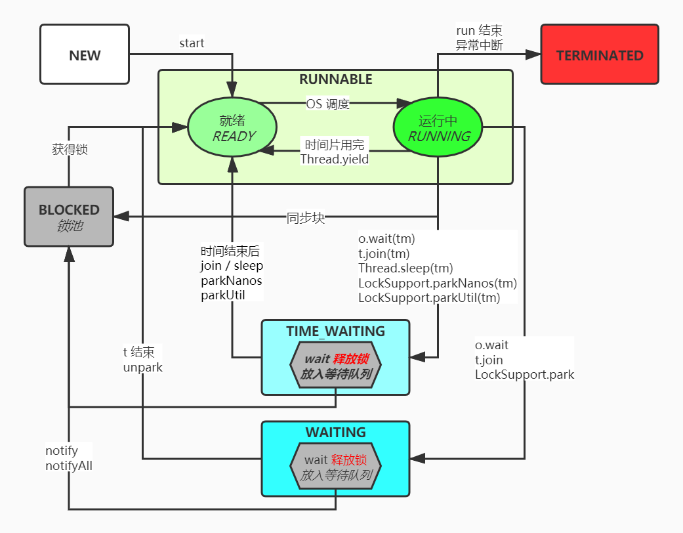 run 结束
异常中断
start
NEW
TERMINATED
RUNNABLE
就绪
READY
OS 调度
运行中
RUNNING
时间片用完
Thread.yield
获得锁
BLOCKED
锁池
同步块
时间结束后
join / sleep
parkNanos
parkUtil
o.wait(tm)
t.join(tm)
Thread.sleep(tm)
LockSupport.parkNanos(tm)
LockSupport.parkUtil(tm)
TIME_WAITING
wait 释放锁
放入等待队列
t 结束
unpark
o.wait
t.join
LockSupport.park
WAITING
wait 释放锁
放入等待队列
notify
notifyAll